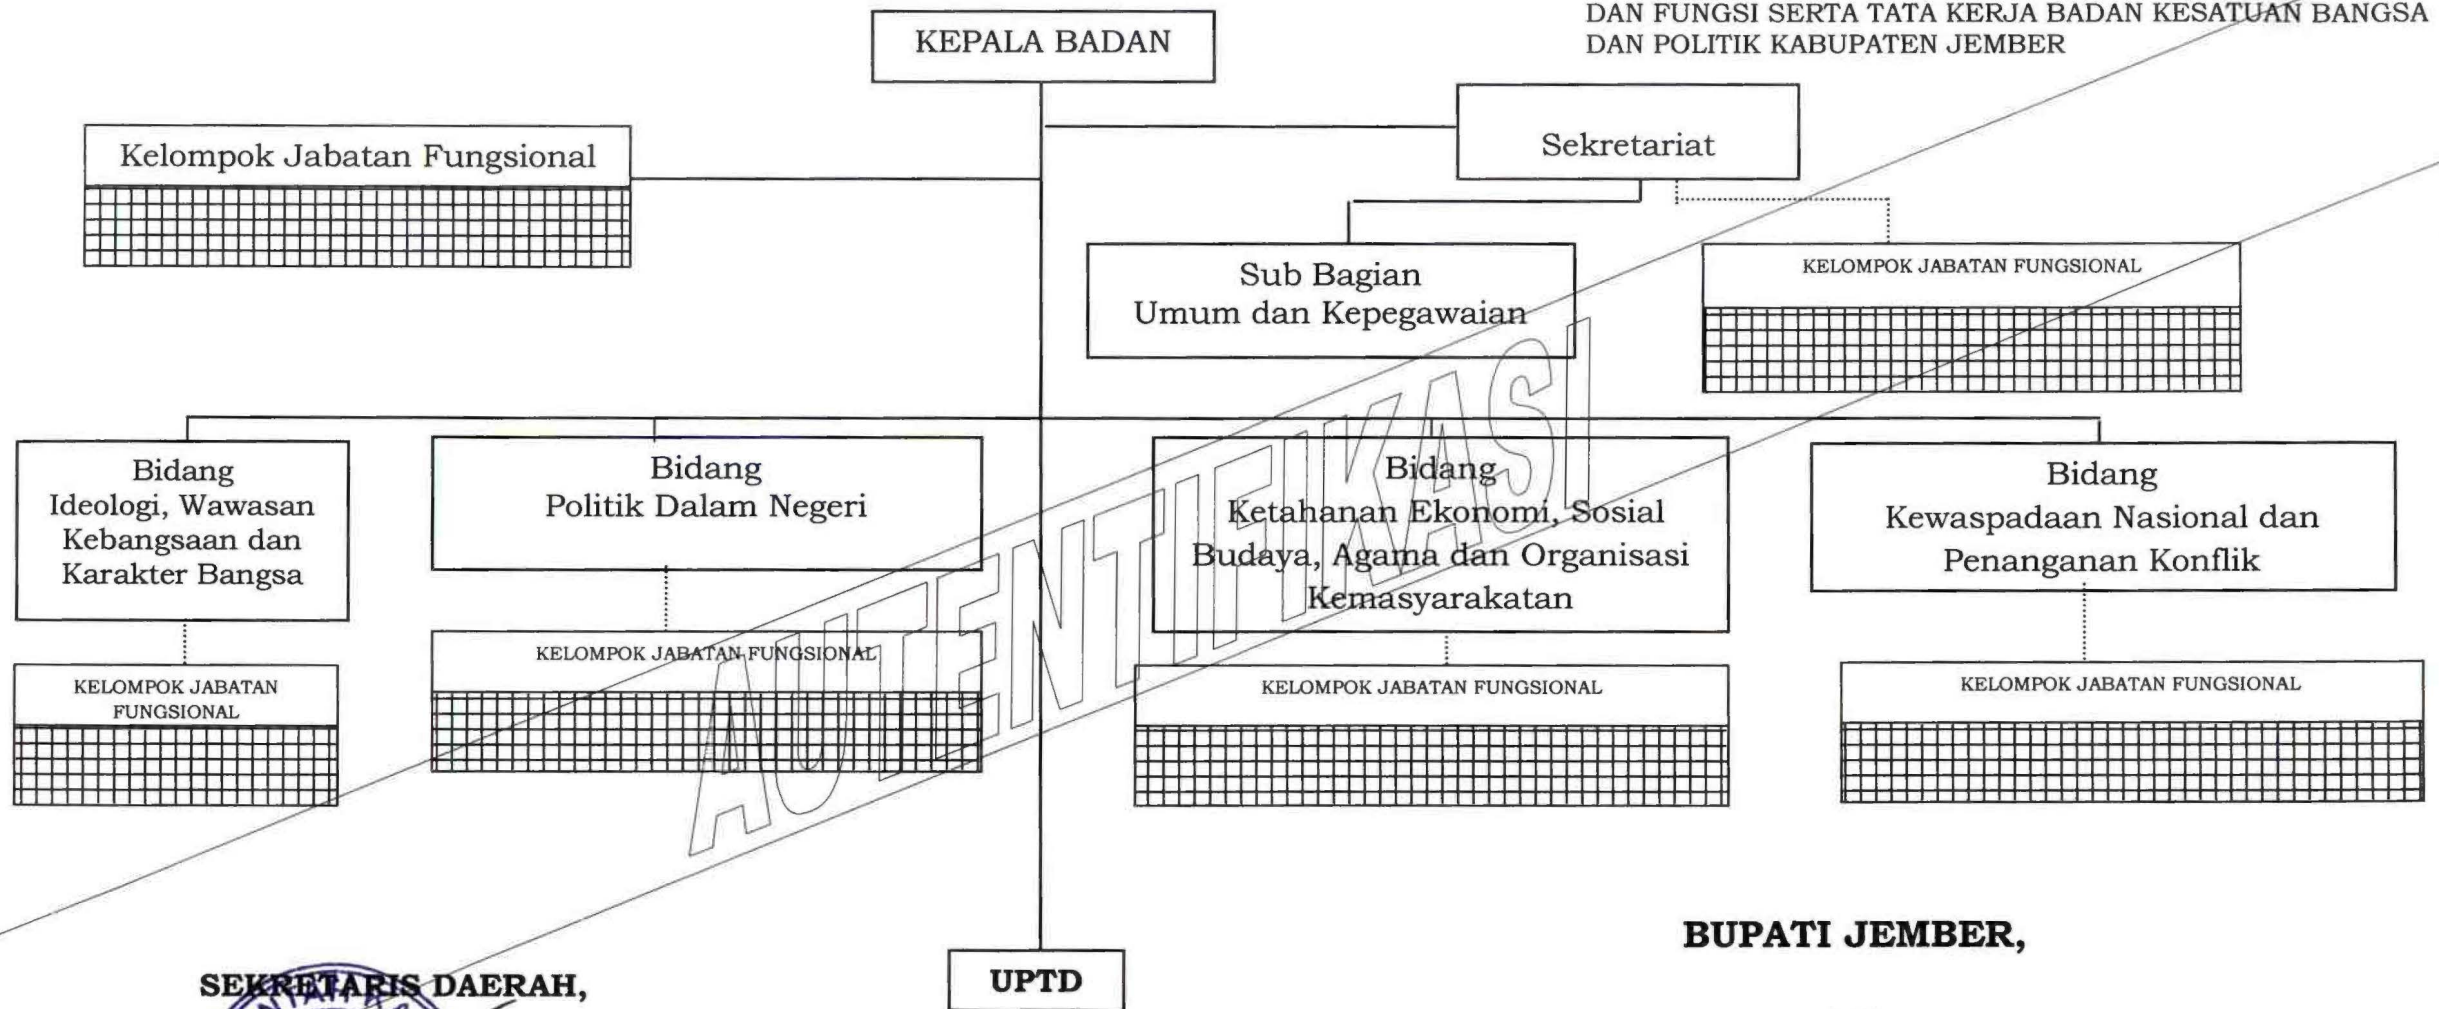 DAN FUNGSI SERTA TATA KERJA BADAN KESATUAN BANGSA
DAN POLITIK KABUPATEN JEMBER
KEPALA BADAN
Sekretariat
Kelompok Jabatan Fungsional
Sub Bagian
Umum dan Kepegawaian
KELOMPOK JABATAN FUNGSIONAL
Bidang
Ideologi, Wawasan
Kebangsaan dan
Karakter Bangsa
Bidang
Politik Dalam Negeri
Bidang
Ketahanan Ekonomi, Sosial
Budaya, Agama dan Organisasi
Kemasyarakatan
Bidang
Kewaspadaan Nasional dan
Penanganan Konflik
KELOMPOK JABATAN
FUNGSIONAL
KELOMPOK JABATAN FUNGSIONAL
KELOMPOK JABATAN FUNGSIONAL
KELOMPOK JABATAN FUNGSIONAL
AUTENTIFIKASI
BUPATI JEMBER,
SEKRETARIS DAERAH,
UPTD